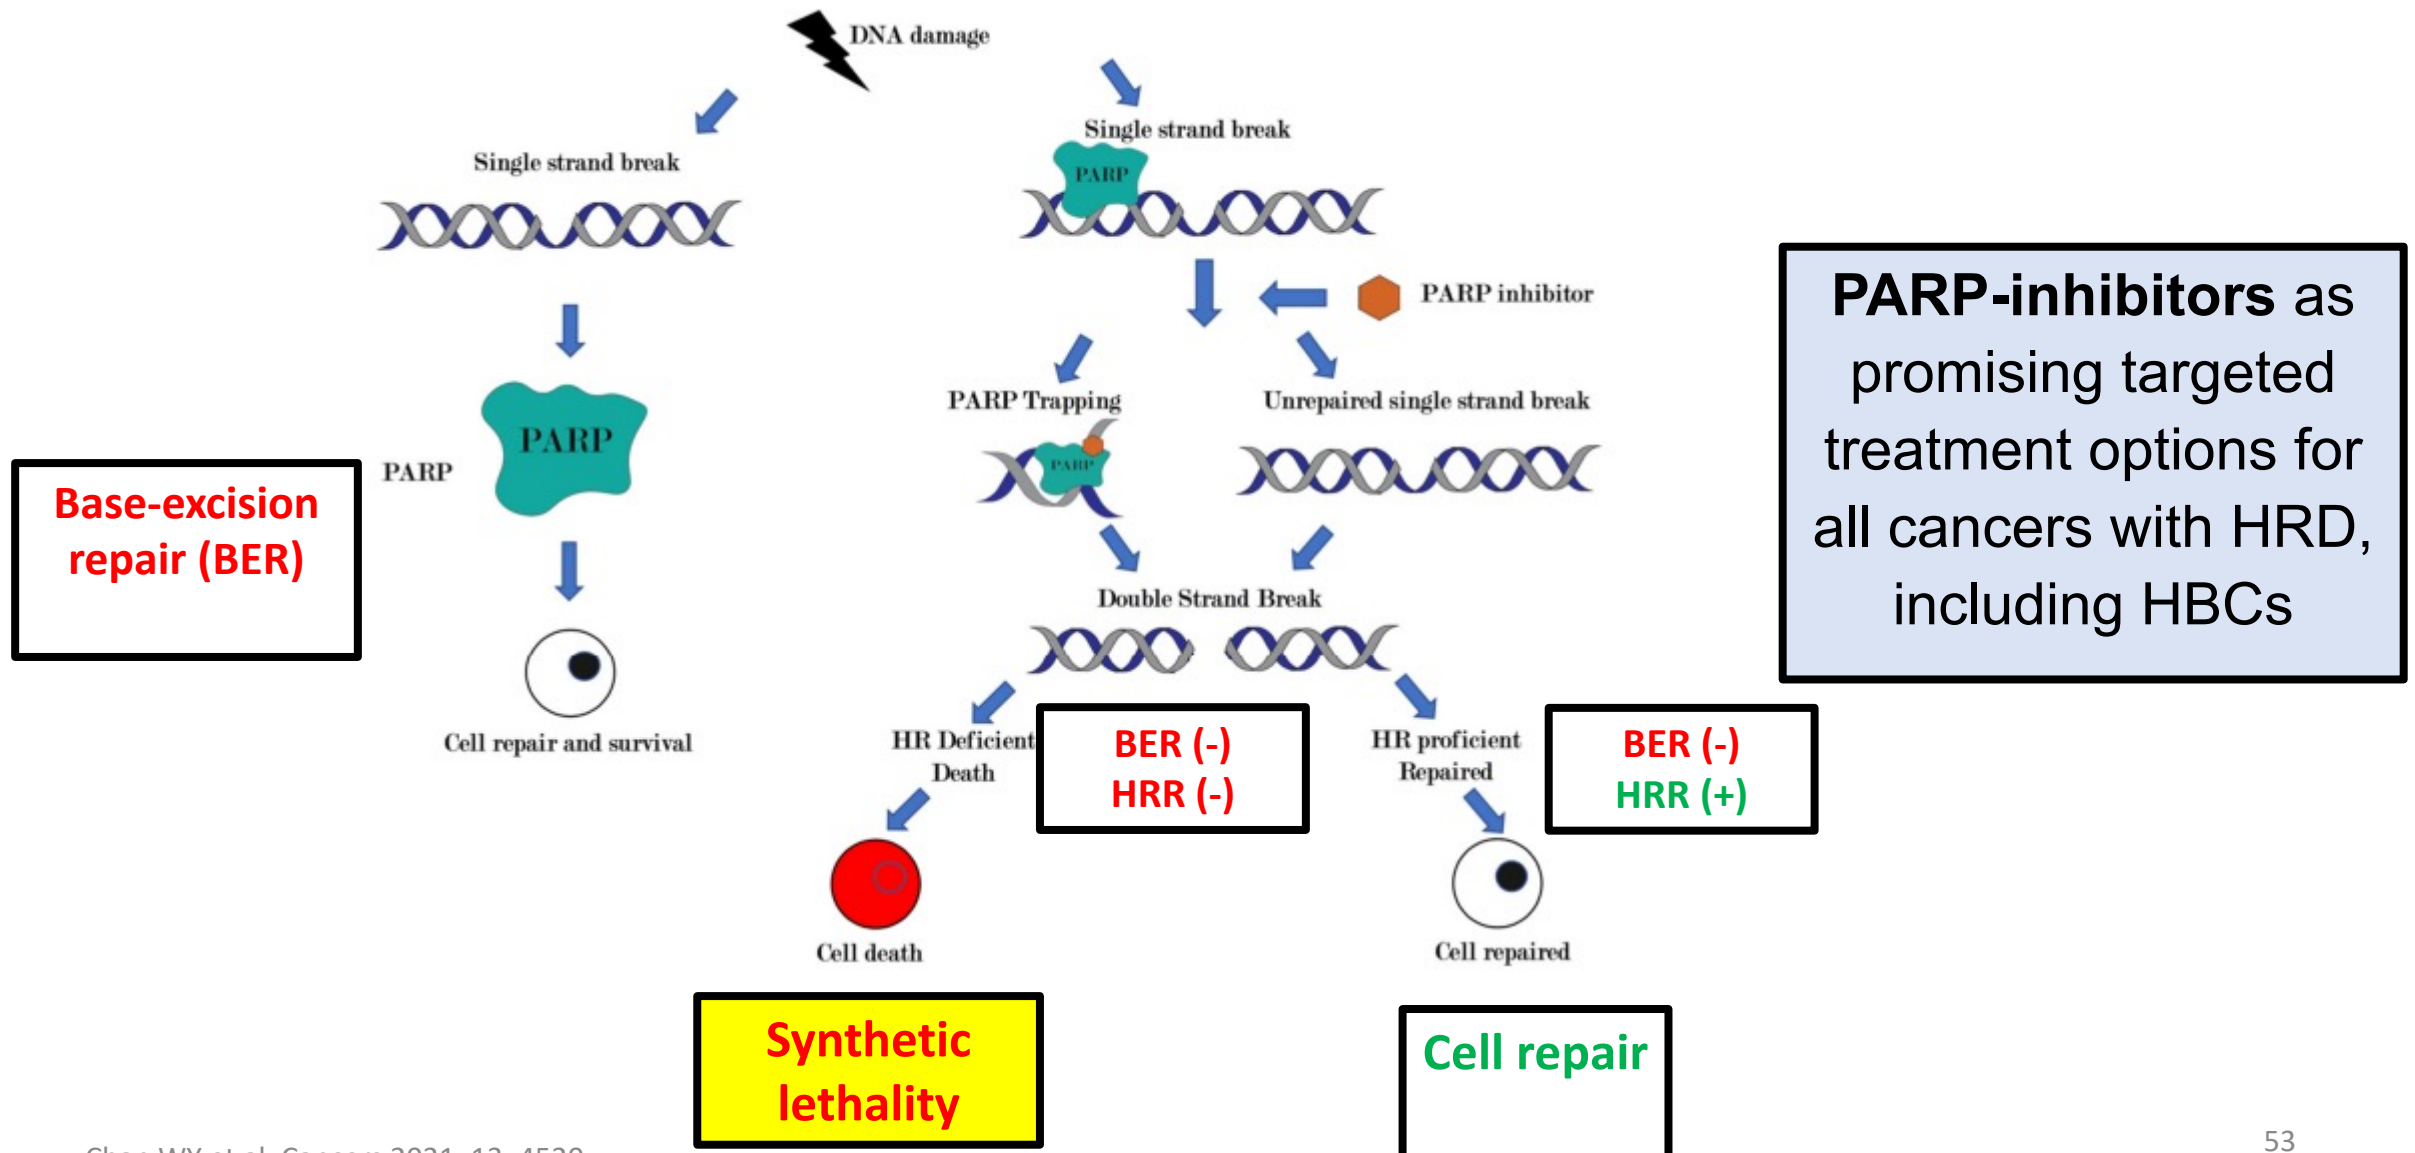 DNA damage
Single strand break
Single strand break
PARP
PARP inhibitor
PARP-inhibitors as
promising targeted
treatment options for
all cancers with HRD,
including HBCs
PARP Trapping
Unrepaired single strand break
PARP
PARP
PARP
Base-excision
repair (BER)
Double Strand Break
Cell repair and survival
HR Deficient
Death
BER (-)
HRR (-)
HR proficient
Repaired
BER (-)
HRR (+)
Cell death
Cell repaired
Synthetic
lethality
Cell repair
53